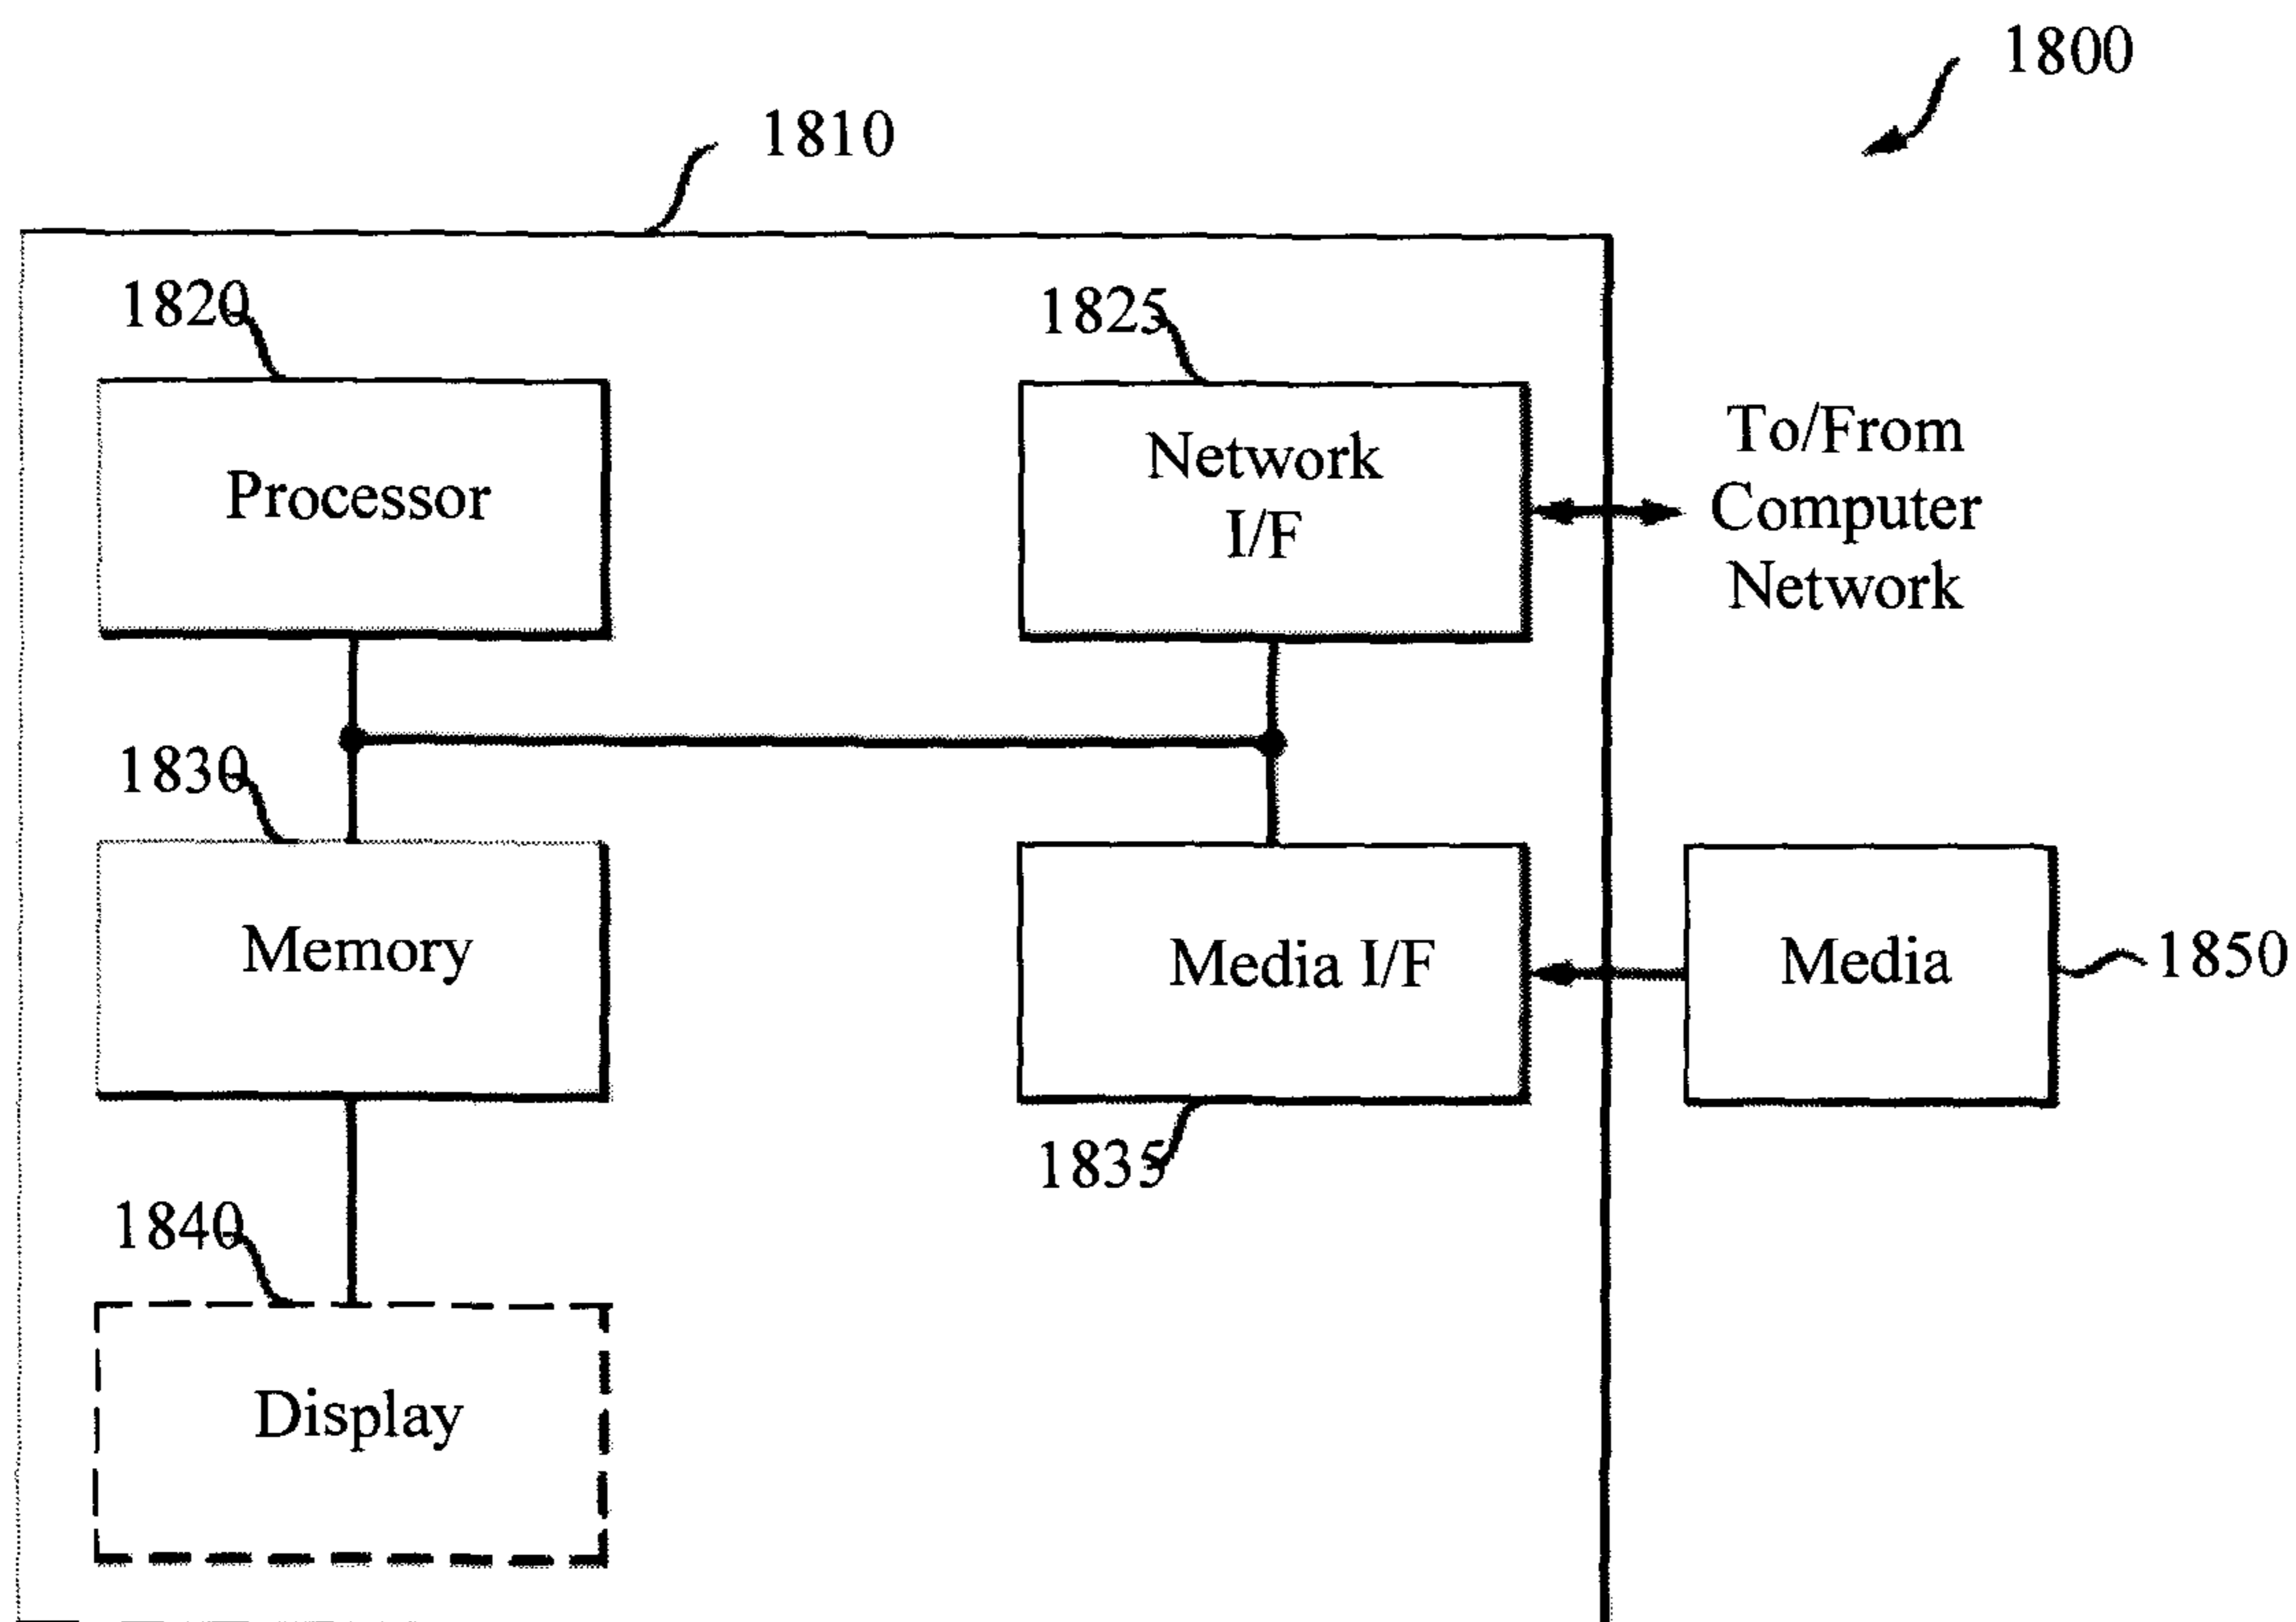 1800
1810
1820
1825
Processor
Network
I/F
To/From
Computer
Network
1830
Memory
Media I/F
Media
1850
1835
1840
Display